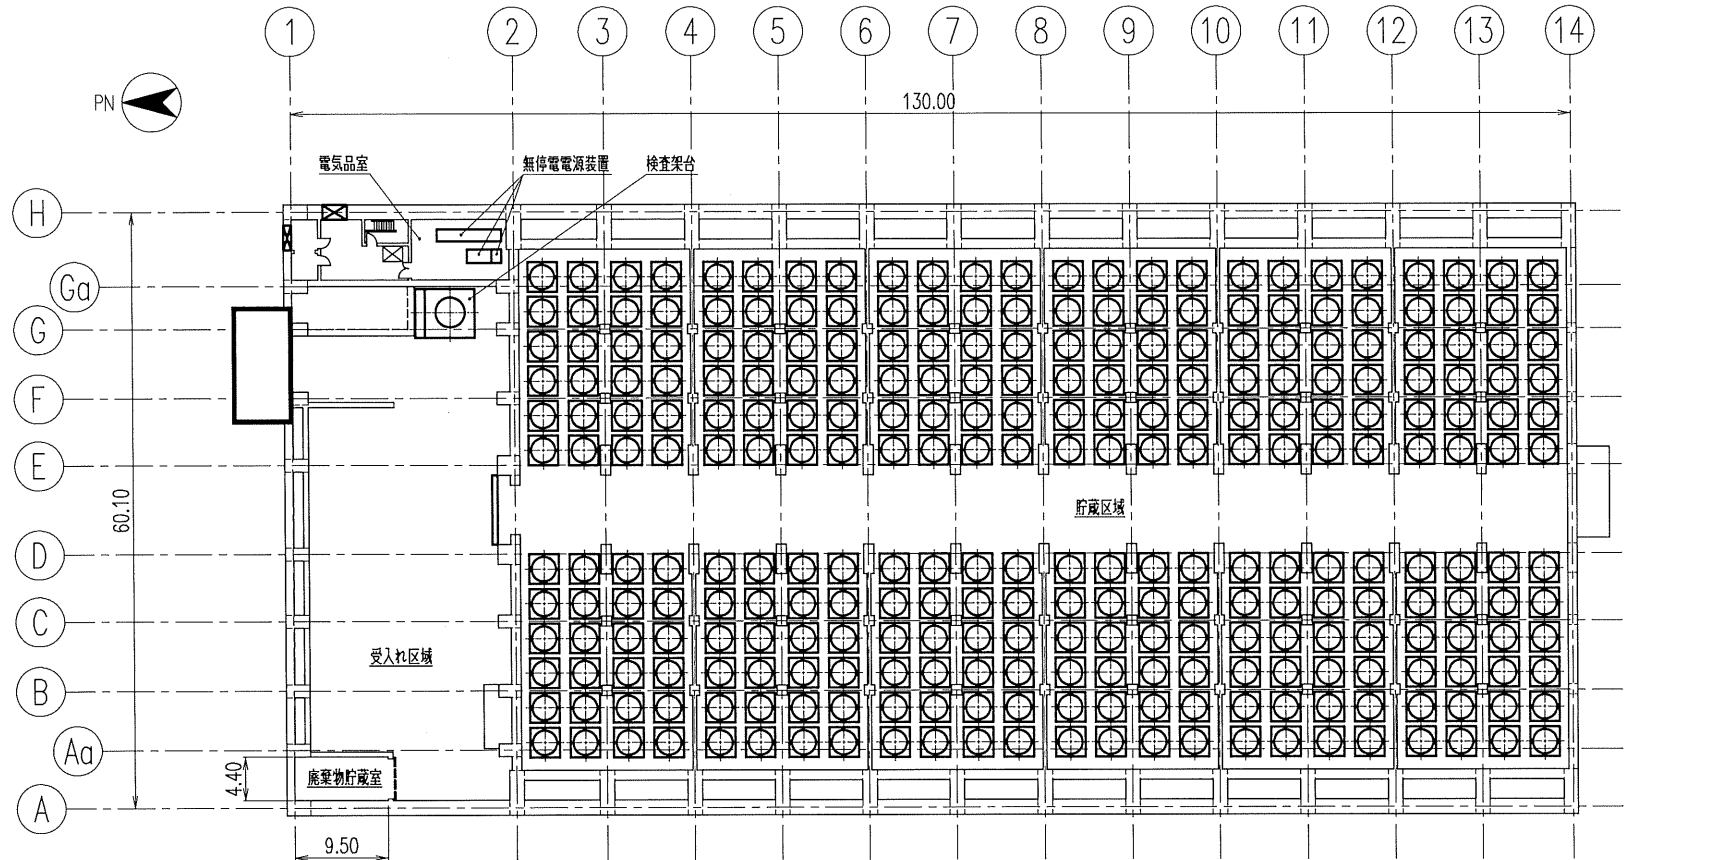 1 2 3 4 5 6 7 8 9 10 11 12 13 14
PN
130.00
電気品室 無停電電源装置 検査架台
H
Ga
G
F
E
60.10
貯蔵区域
D
C
受入れ区域
B
Aa
4.40
廃棄物貯蔵室
A
9.50